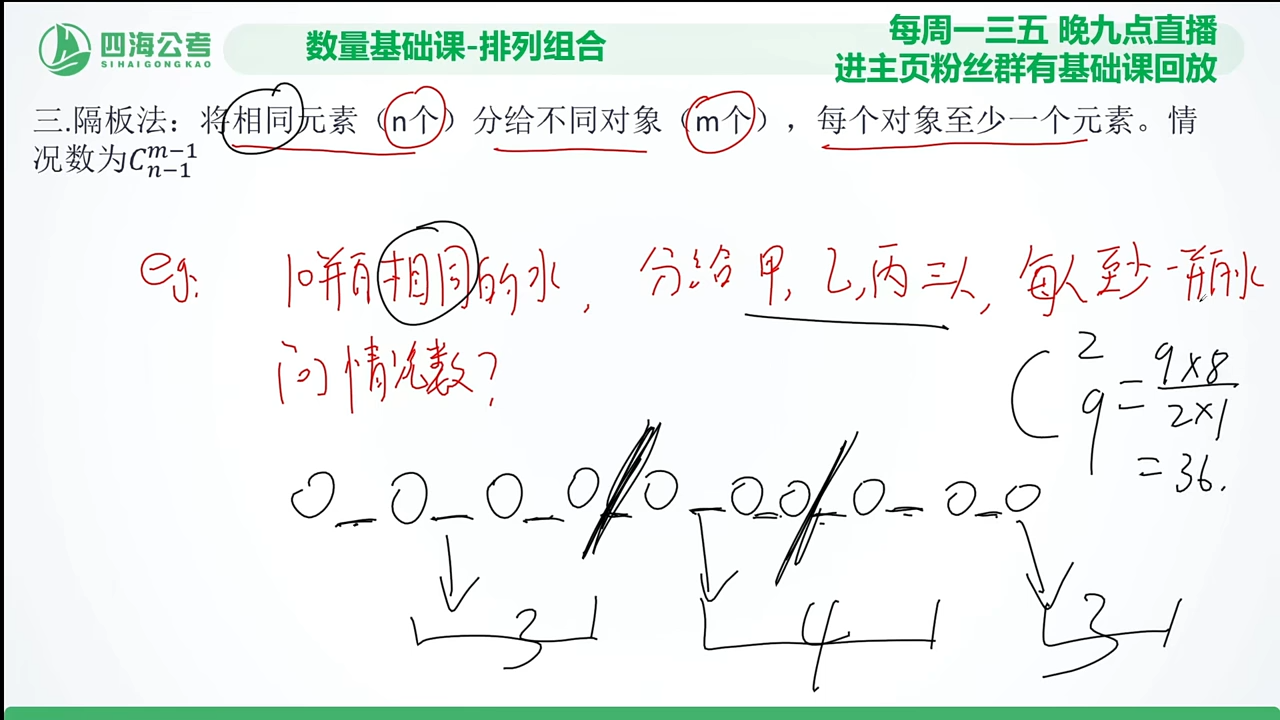 四海公考
SIHAIGONGKAO
数量基础课-排列组合
每周一三五 晚九点直播
进主页粉丝群有基础课回放
三.隔板法：将相同元素（n个）分给不同对象（m个），每个对象至少一个元素。情
况数为C_{n-1}^{m-1}
eg: 10瓶相同的水，分给甲，乙，丙三人，每人至少一瓶水
问情况数？
C_9^2 = 9×8/2×1
=36.
3 4 3